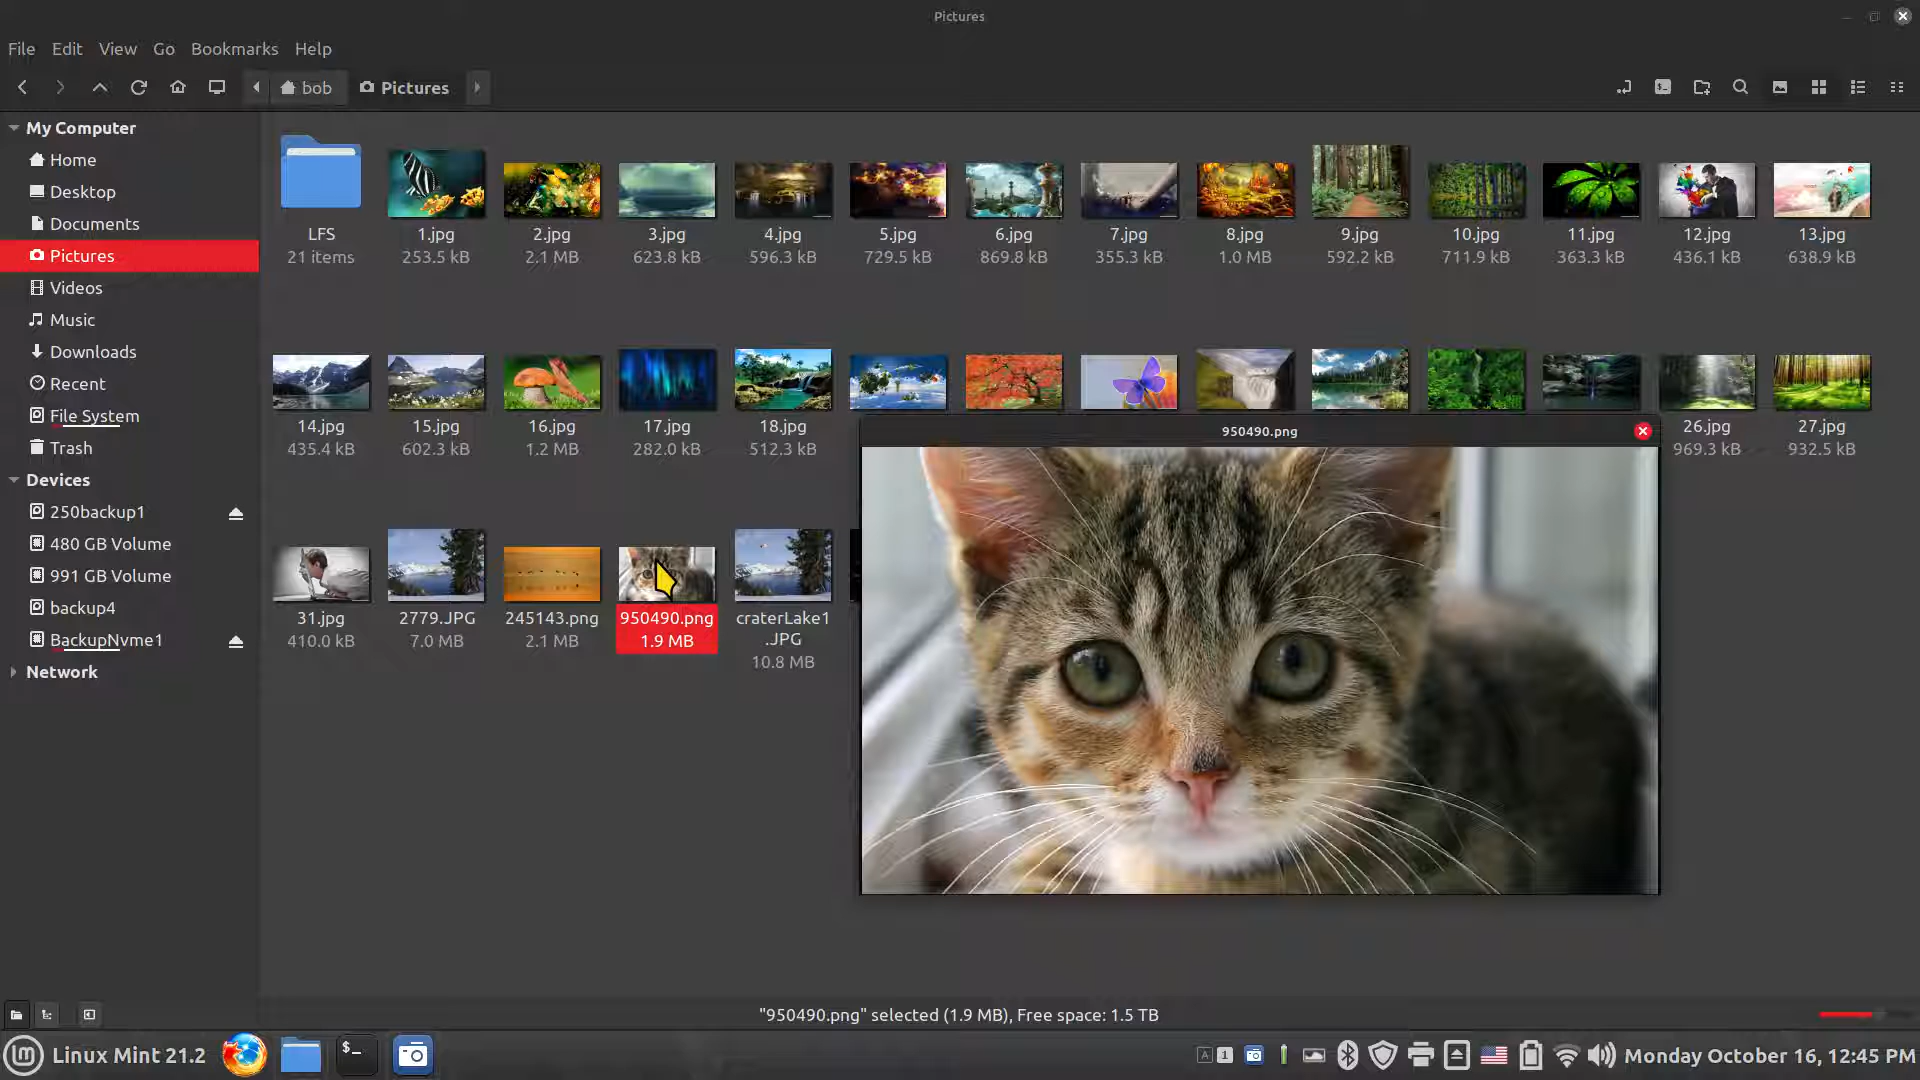 Pictures
File Edit View Go Bookmarks Help
bob Pictures
My Computer
Home
Desktop
Documents
Pictures
Videos
Music
Downloads
Recent
File System
Trash
Devices
250backup1
480 GB Volume
991 GB Volume
backup4
BackupNvme1
Network
LFS 1.jpg 2.jpg 3.jpg 4.jpg 5.jpg 6.jpg 7.jpg 8.jpg 9.jpg 10.jpg 11.jpg 12.jpg 13.jpg
21 items 253.5 kB 2.1 MB 623.8 kB 596.3 kB 729.5 kB 869.8 kB 355.3 kB 1.0 MB 592.2 kB 711.9 kB 363.3 kB 436.1 kB 638.9 kB
14.jpg 15.jpg 16.jpg 17.jpg 18.jpg 26.jpg 27.jpg
435.4 kB 602.3 kB 1.2 MB 282.0 kB 512.3 kB 969.3 kB 932.5 kB
950490.png
31.jpg 2779.JPG 245143.png 950490.png craterLake1
.JPG
410.0 kB 7.0 MB 2.1 MB 1.9 MB
10.8 MB
"950490.png" selected (1.9 MB), Free space: 1.5 TB
Linux Mint 21.2 $_ A 1 Monday October 16, 12:45 PM